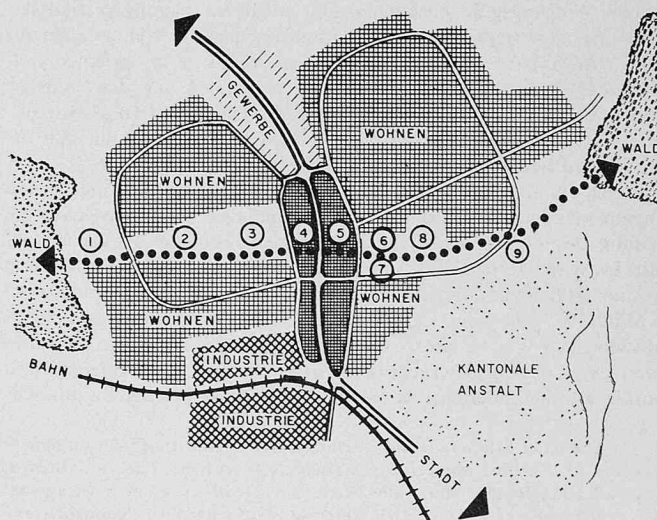 GEWERBE
WOHNEN
WALD
WOHNEN
WALD
1
2
3
4
5
6
8
7
9
WOHNEN
WOHNEN
BAHN
INDUSTRIE
INDUSTRIE
KANTONALE
ANSTALT
STADT